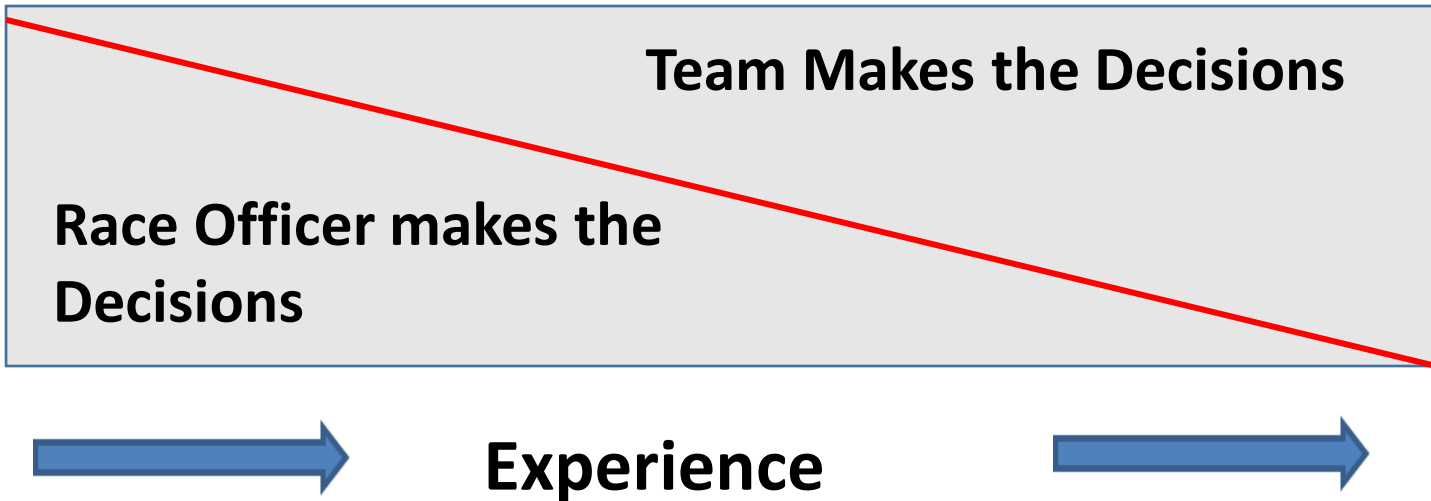 Team Makes the Decisions
Race Officer makes the
Decisions
Experience